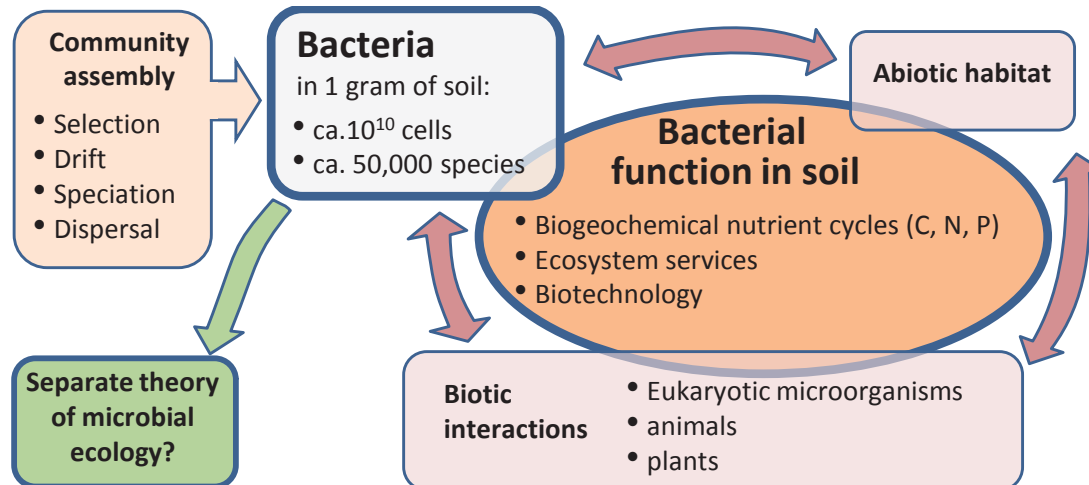 Community
assembly
• Selection
• Drift
• Speciation
• Dispersal
Bacteria
in 1 gram of soil:
• ca.10¹⁰ cells
• ca. 50,000 species
Abiotic habitat
Bacterial
function in soil
• Biogeochemical nutrient cycles (C, N, P)
• Ecosystem services
• Biotechnology
Separate theory
of microbial
ecology?
Biotic
interactions
• Eukaryotic microorganisms
• animals
• plants